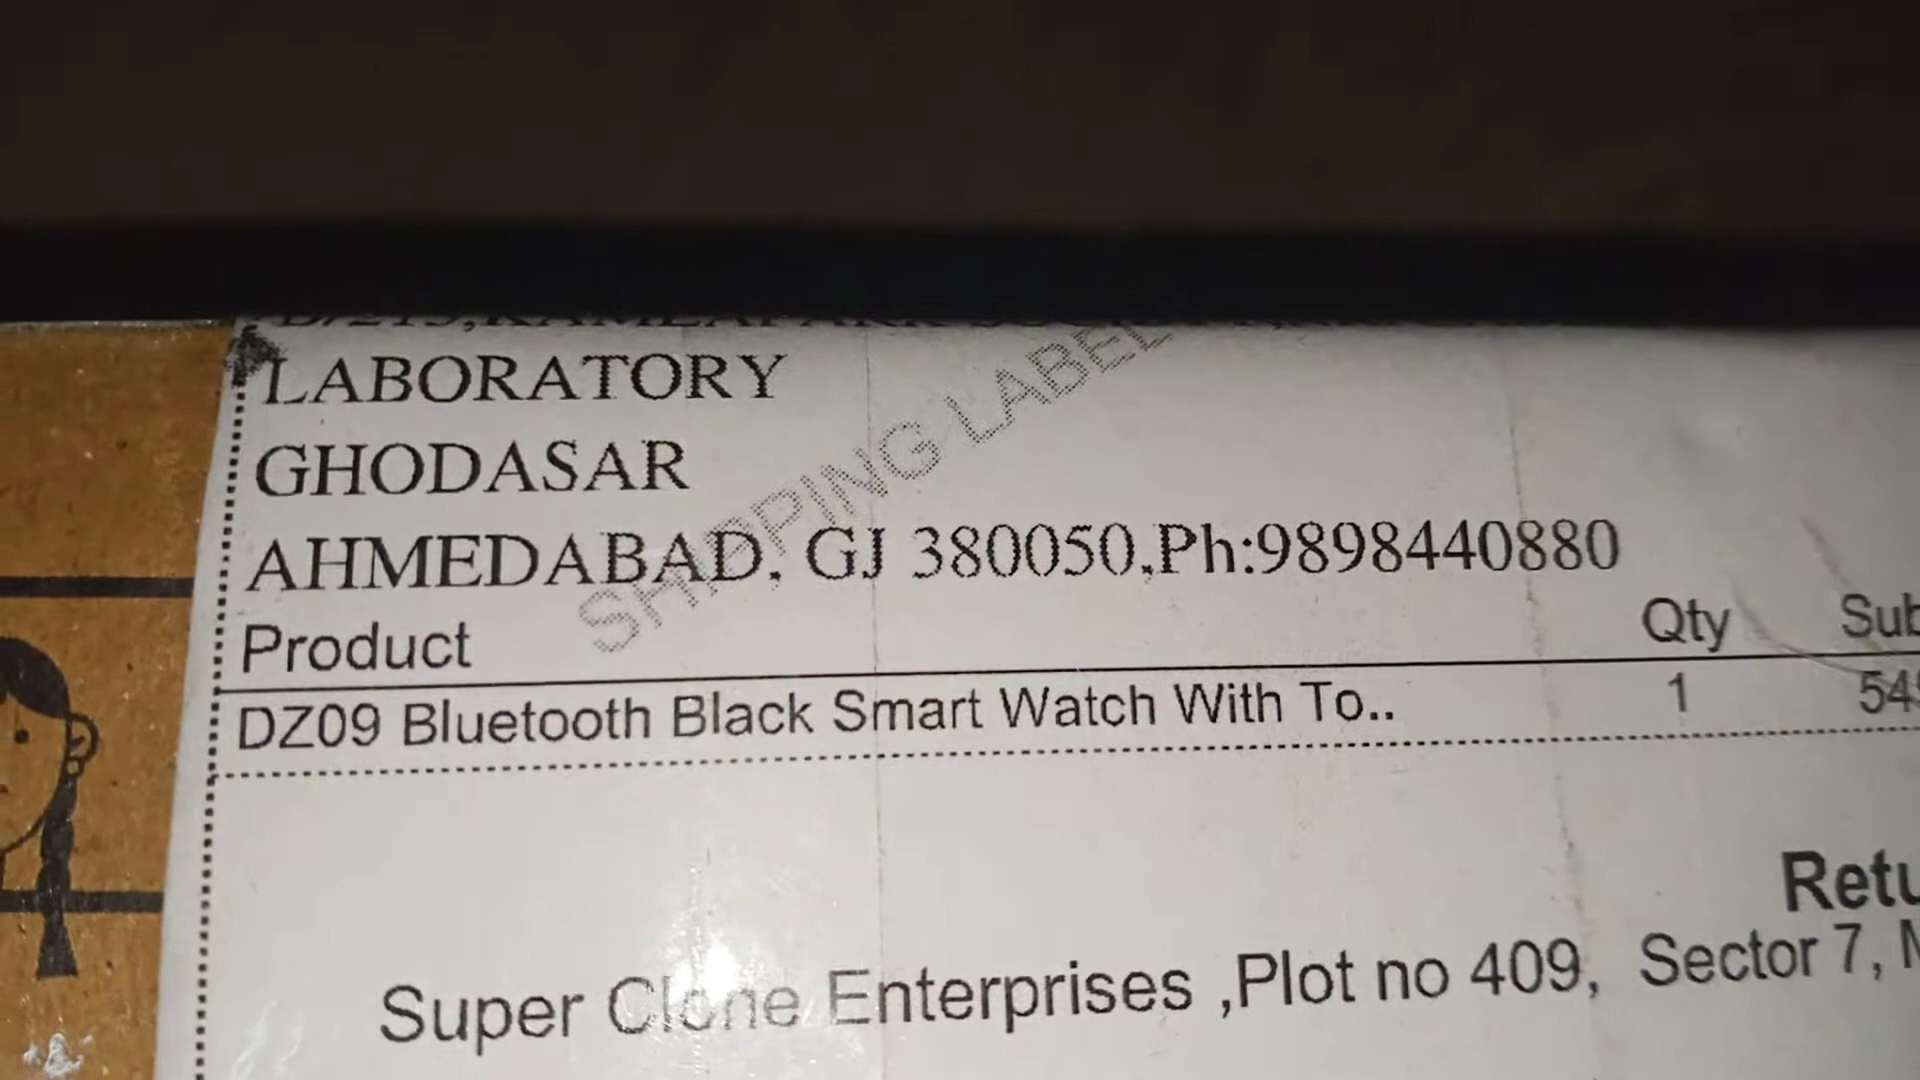 LABORATORY
GHODASAR
AHMEDABAD, GJ 380050,Ph:9898440880
SHIPPING LABEL
Product Qty Sub
DZ09 Bluetooth Black Smart Watch With To.. 1 54
Retu
Super Clone Enterprises ,Plot no 409, Sector 7,